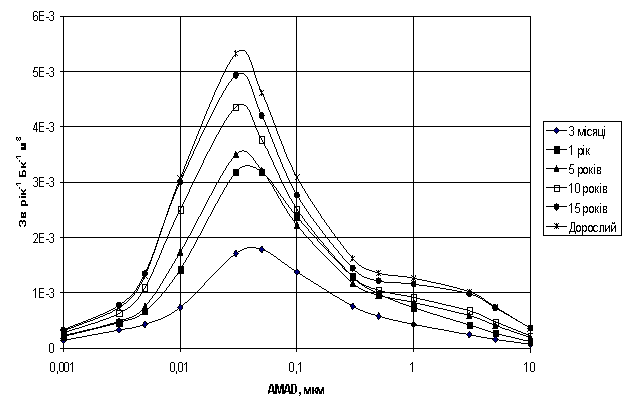 6E-3
5E-3
4E-3
3E-3
2E-3
1E-3
0
Зв рік⁻¹ Бк⁻¹ м³
0,001 0,01 0,1 1 10
AMAD, мкм
3 місяці
1 рік
5 років
10 років
15 років
Дорослий